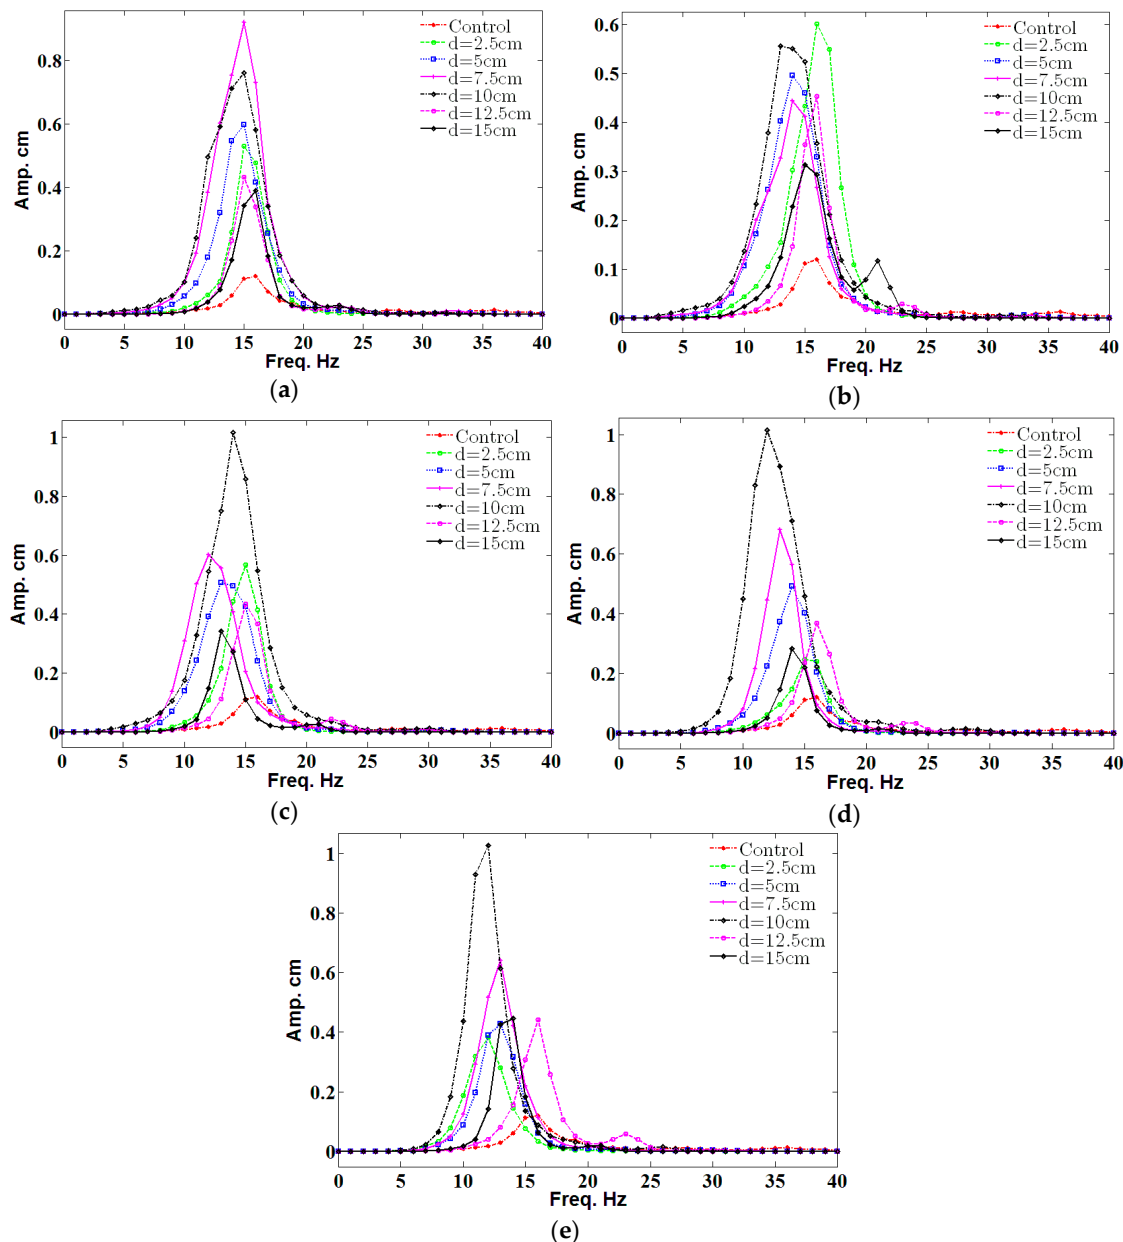 Amp. cm
0.8
0.6
0.4
0.2
0
Control
d=2.5cm
d=5cm
d=7.5cm
d=10cm
d=12.5cm
d=15cm
0 5 10 15 20 25 30 35 40
Freq. Hz
(a)
Amp. cm
0.6
0.5
0.4
0.3
0.2
0.1
0
Control
d=2.5cm
d=5cm
d=7.5cm
d=10cm
d=12.5cm
d=15cm
0 5 10 15 20 25 30 35 40
Freq. Hz
(b)
Amp. cm
1
0.8
0.6
0.4
0.2
0
Control
d=2.5cm
d=5cm
d=7.5cm
d=10cm
d=12.5cm
d=15cm
0 5 10 15 20 25 30 35 40
Freq. Hz
(c)
Amp. cm
1
0.8
0.6
0.4
0.2
0
Control
d=2.5cm
d=5cm
d=7.5cm
d=10cm
d=12.5cm
d=15cm
0 5 10 15 20 25 30 35 40
Freq. Hz
(d)
Amp. cm
1
0.8
0.6
0.4
0.2
0
Control
d=2.5cm
d=5cm
d=7.5cm
d=10cm
d=12.5cm
d=15cm
0 5 10 15 20 25 30 35 40
Freq. Hz
(e)